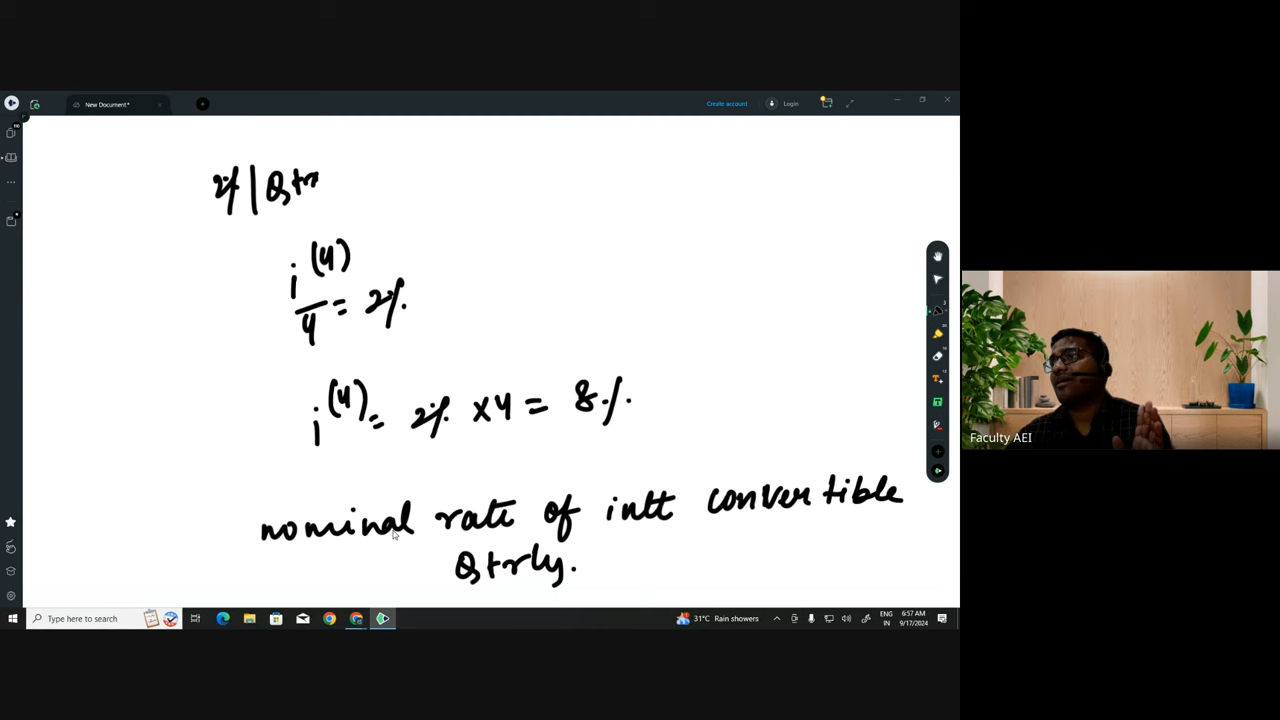 New Document*
Create account
Login
2% | Qtr
i^(4)
/4 = 2%
i^(4) = 2% x4 = 8%
nominal rate of intt convertible
Qtrly.
Faculty AEI
Type here to search
31°C Rain showers
ENG
IN
6:57 AM
9/17/2024